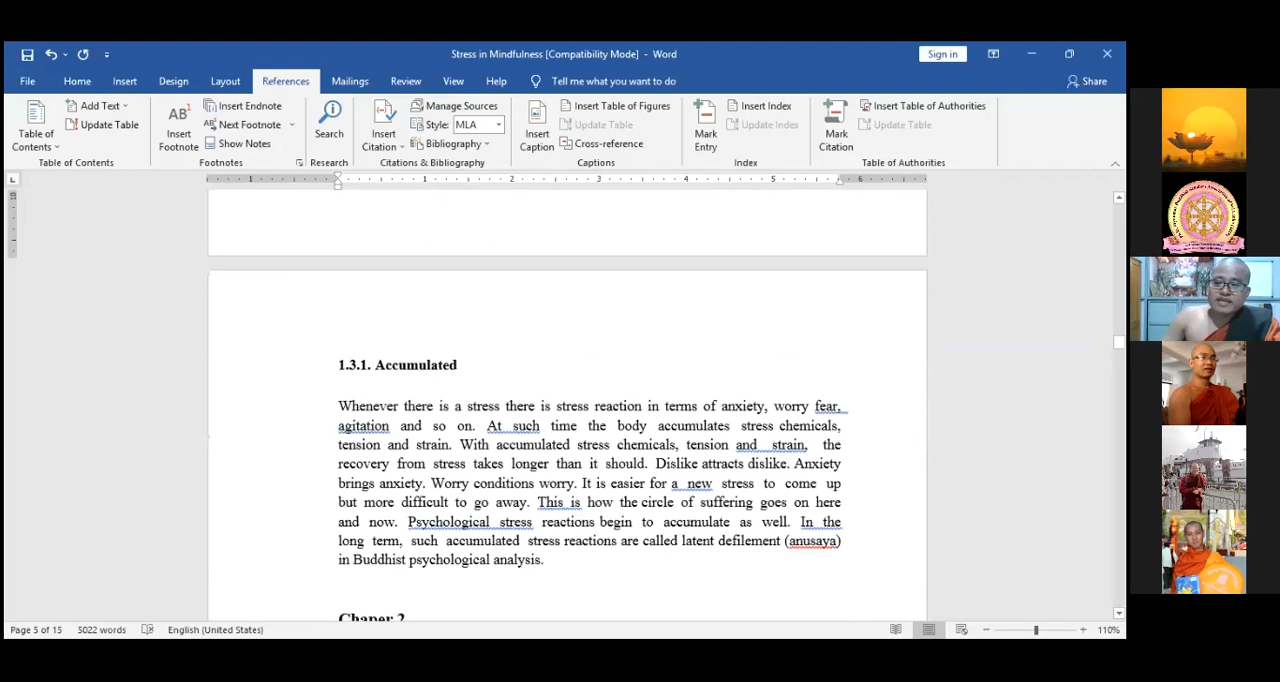 Stress in Mindfulness [Compatibility Mode] - Word
Sign in
File Home Insert Design Layout References Mailings Review View Help Tell me what you want to do Share
Table of Contents
Add Text
Update Table
Table of Contents
AB1
Insert Footnote
Insert Endnote
Next Footnote
Show Notes
Footnotes
Search
Research
Insert Citation
Manage Sources
Style: MLA
Bibliography
Citations & Bibliography
Insert Caption
Insert Table of Figures
Update Table
Cross-reference
Captions
Mark Entry
Insert Index
Update Index
Index
Mark Citation
Insert Table of Authorities
Update Table
Table of Authorities
1 1 2 3 4 5 6
1.3.1. Accumulated
Whenever there is a stress there is stress reaction in terms of anxiety, worry fear,
agitation and so on. At such time the body accumulates stress chemicals,
tension and strain. With accumulated stress chemicals, tension and strain, the
recovery from stress takes longer than it should. Dislike attracts dislike. Anxiety
brings anxiety. Worry conditions worry. It is easier for a new stress to come up
but more difficult to go away. This is how the circle of suffering goes on here
and now. Psychological stress reactions begin to accumulate as well. In the
long term, such accumulated stress reactions are called latent defilement (anusaya)
in Buddhist psychological analysis.
Chaper 2
Page 5 of 15 5022 words English (United States) 110%